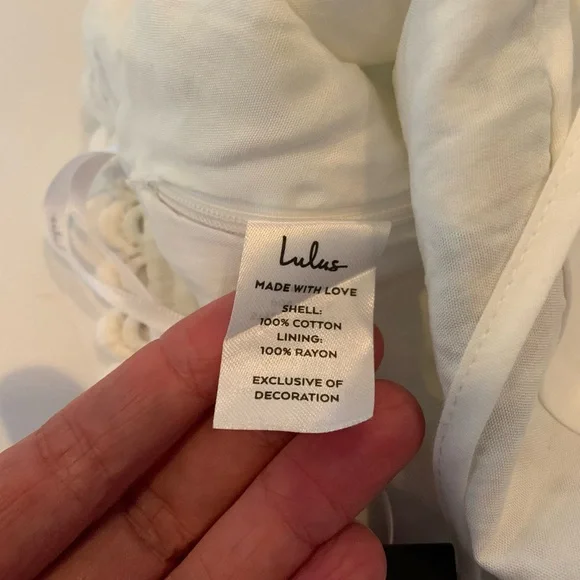 Lulus
MADE WITH LOVE
SHELL:
100% COTTON
LINING:
100% RAYON
EXCLUSIVE OF
DECORATION